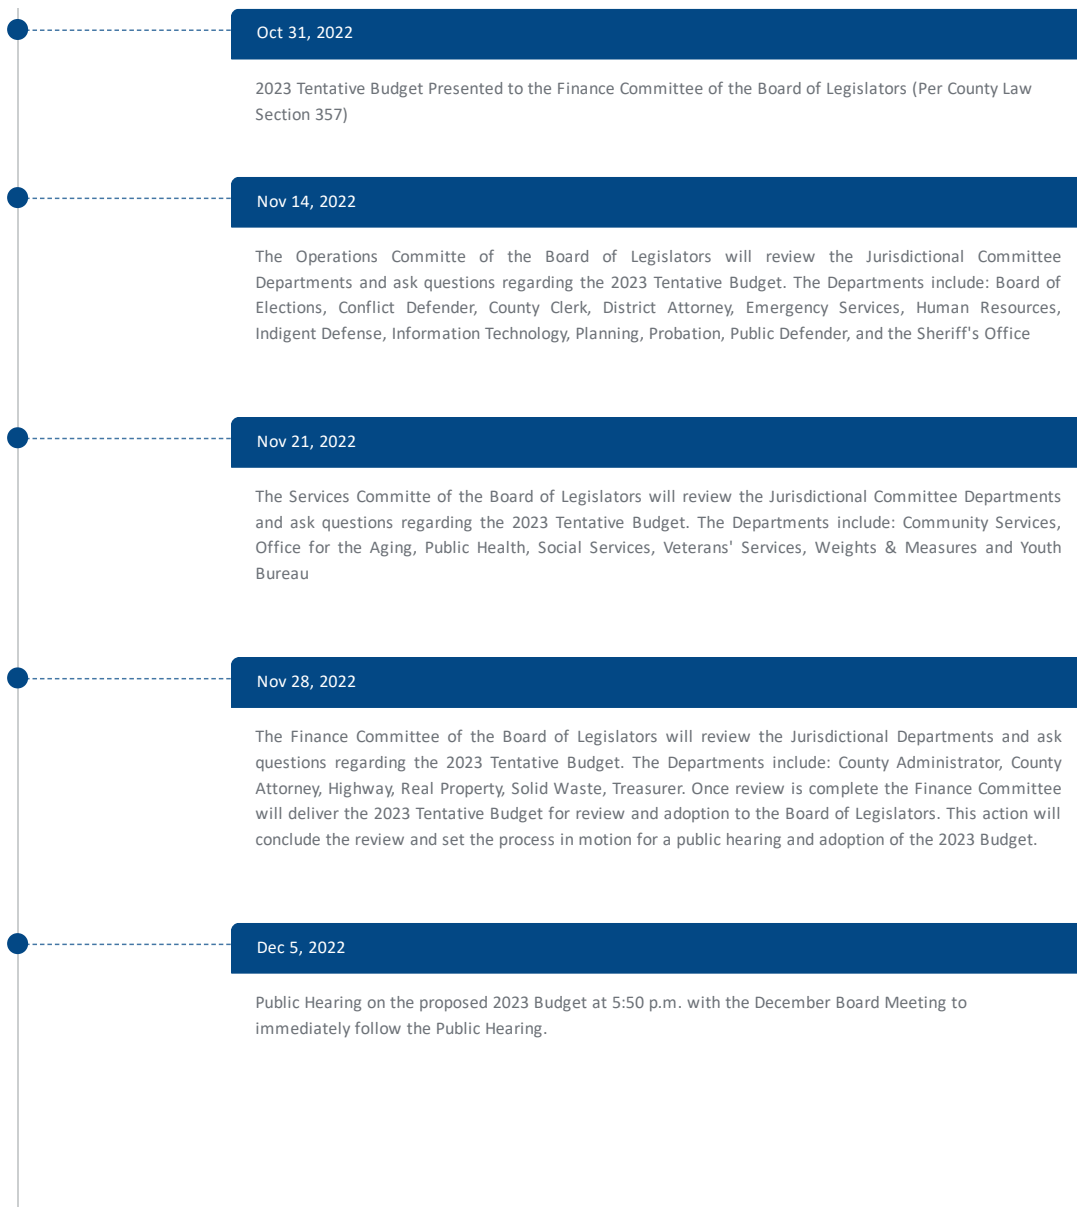 Oct 31, 2022
2023 Tentative Budget Presented to the Finance Committee of the Board of Legislators (Per County Law
Section 357)
Nov 14, 2022
The Operations Committe of the Board of Legislators will review the Jurisdictional Committee
Departments and ask questions regarding the 2023 Tentative Budget. The Departments include: Board of
Elections, Conflict Defender, County Clerk, District Attorney, Emergency Services, Human Resources,
Indigent Defense, Information Technology, Planning, Probation, Public Defender, and the Sheriff's Office
Nov 21, 2022
The Services Committe of the Board of Legislators will review the Jurisdictional Committee Departments
and ask questions regarding the 2023 Tentative Budget. The Departments include: Community Services,
Office for the Aging, Public Health, Social Services, Veterans' Services, Weights & Measures and Youth
Bureau
Nov 28, 2022
The Finance Committee of the Board of Legislators will review the Jurisdictional Departments and ask
questions regarding the 2023 Tentative Budget. The Departments include: County Administrator, County
Attorney, Highway, Real Property, Solid Waste, Treasurer. Once review is complete the Finance Committee
will deliver the 2023 Tentative Budget for review and adoption to the Board of Legislators. This action will
conclude the review and set the process in motion for a public hearing and adoption of the 2023 Budget.
Dec 5, 2022
Public Hearing on the proposed 2023 Budget at 5:50 p.m. with the December Board Meeting to
immediately follow the Public Hearing.